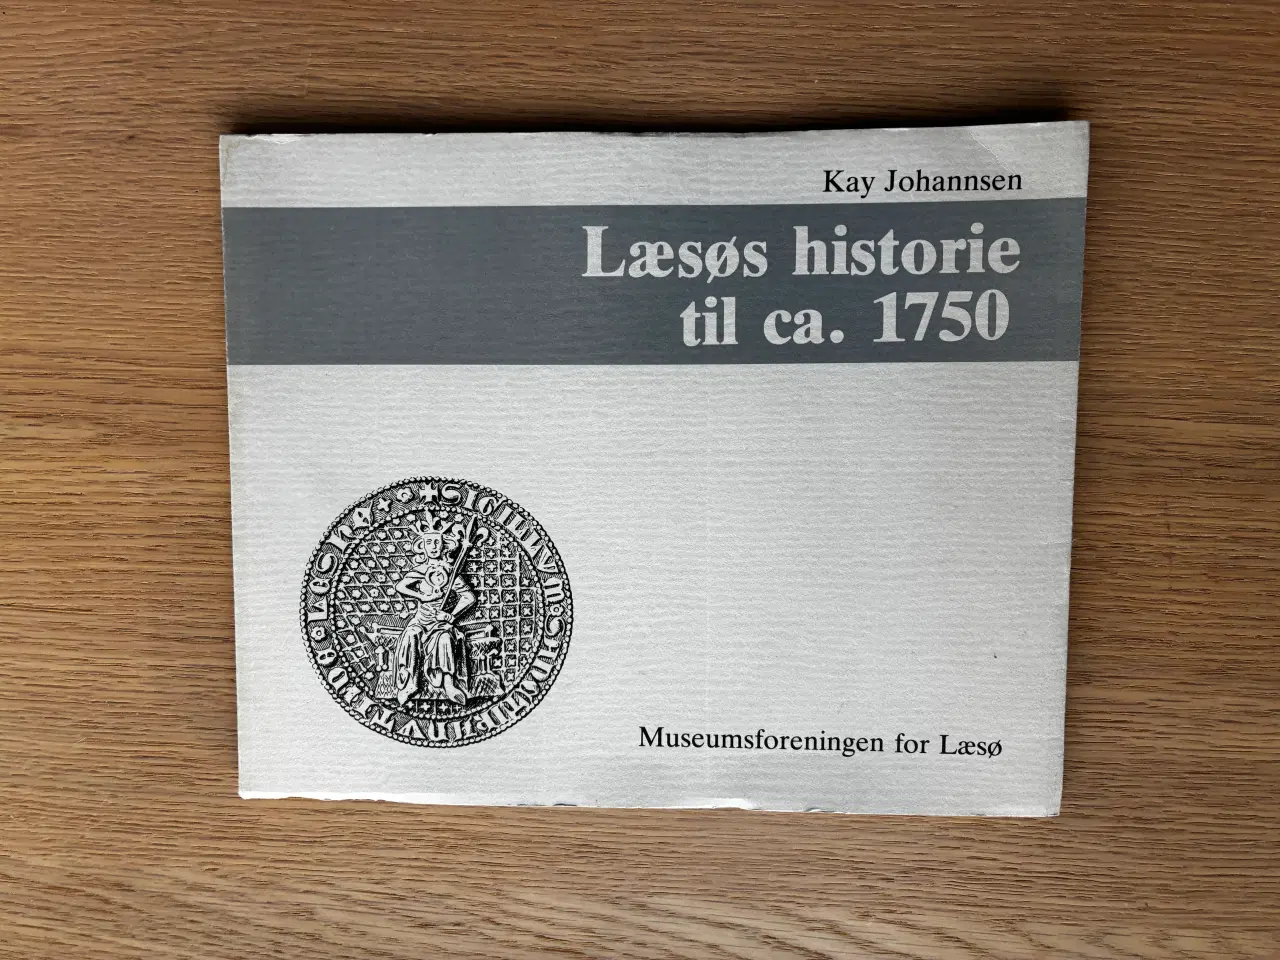 Kay Johannsen
Læsøs historie
til ca. 1750
Museumsforeningen for Læsø